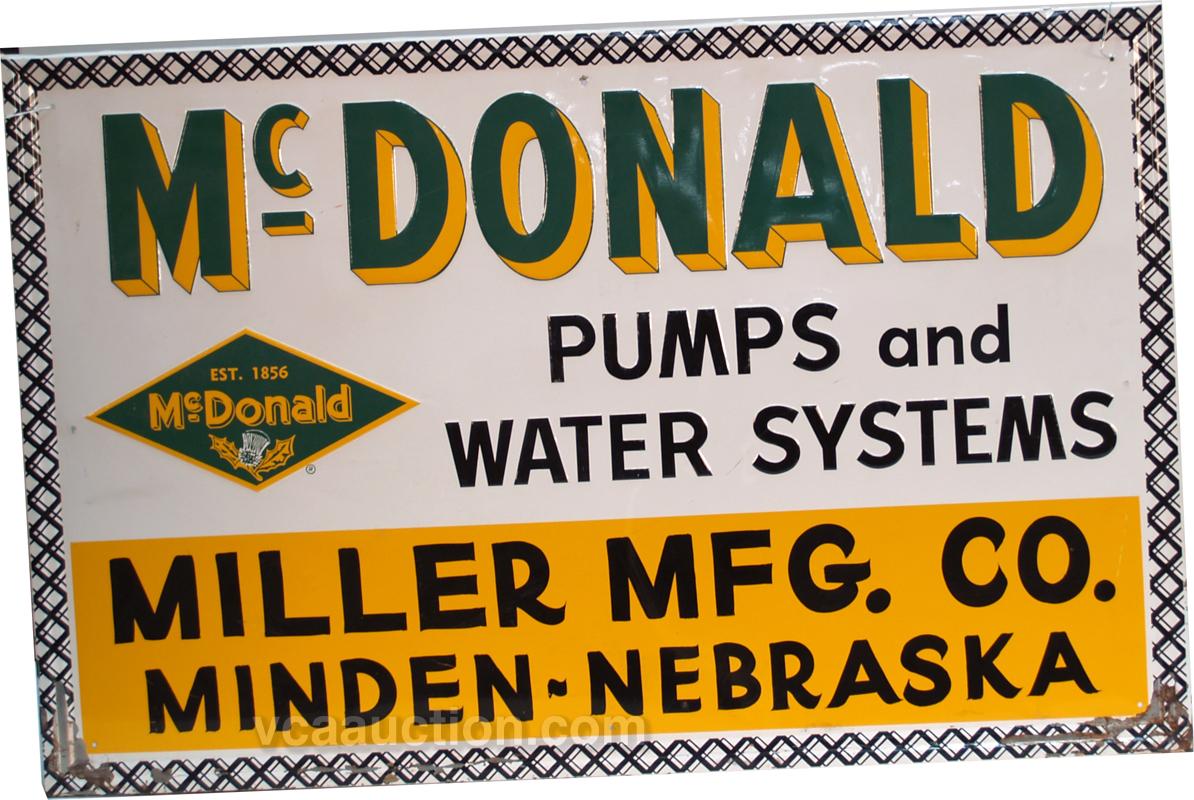 McDONALD
PUMPS and
WATER SYSTEMS
EST. 1856
McDonald
®
MILLER MFG. CO.
MINDEN~NEBRASKA
vcaauction.com